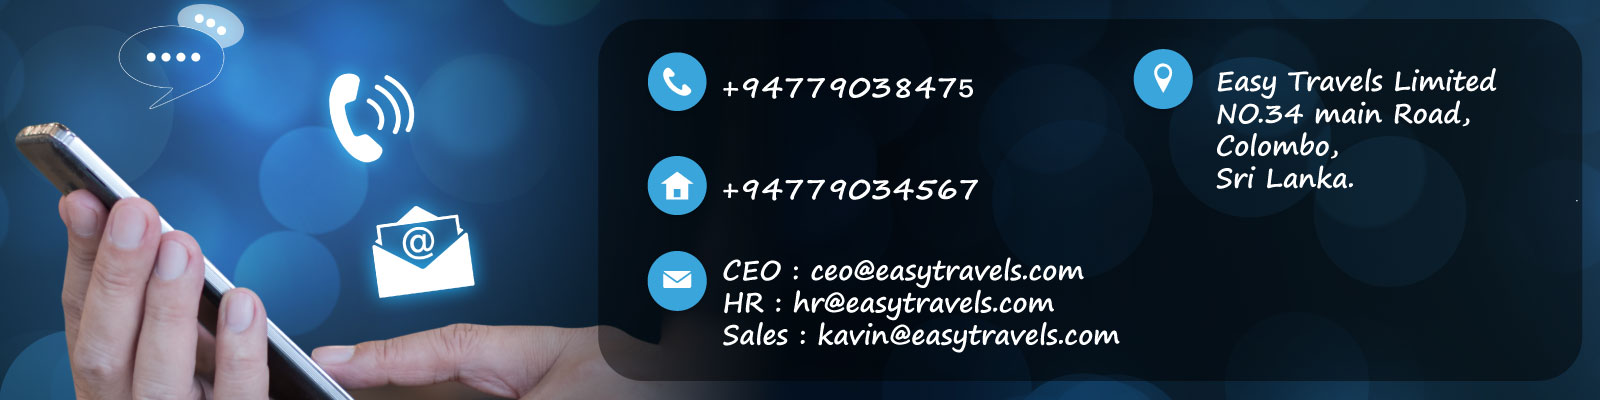 +94779038475
+94779034567
CEO : ceo@easytravels.com
HR : hr@easytravels.com
Sales : kavin@easytravels.com
Easy Travels Limited
NO.34 main Road,
Colombo,
Sri Lanka.